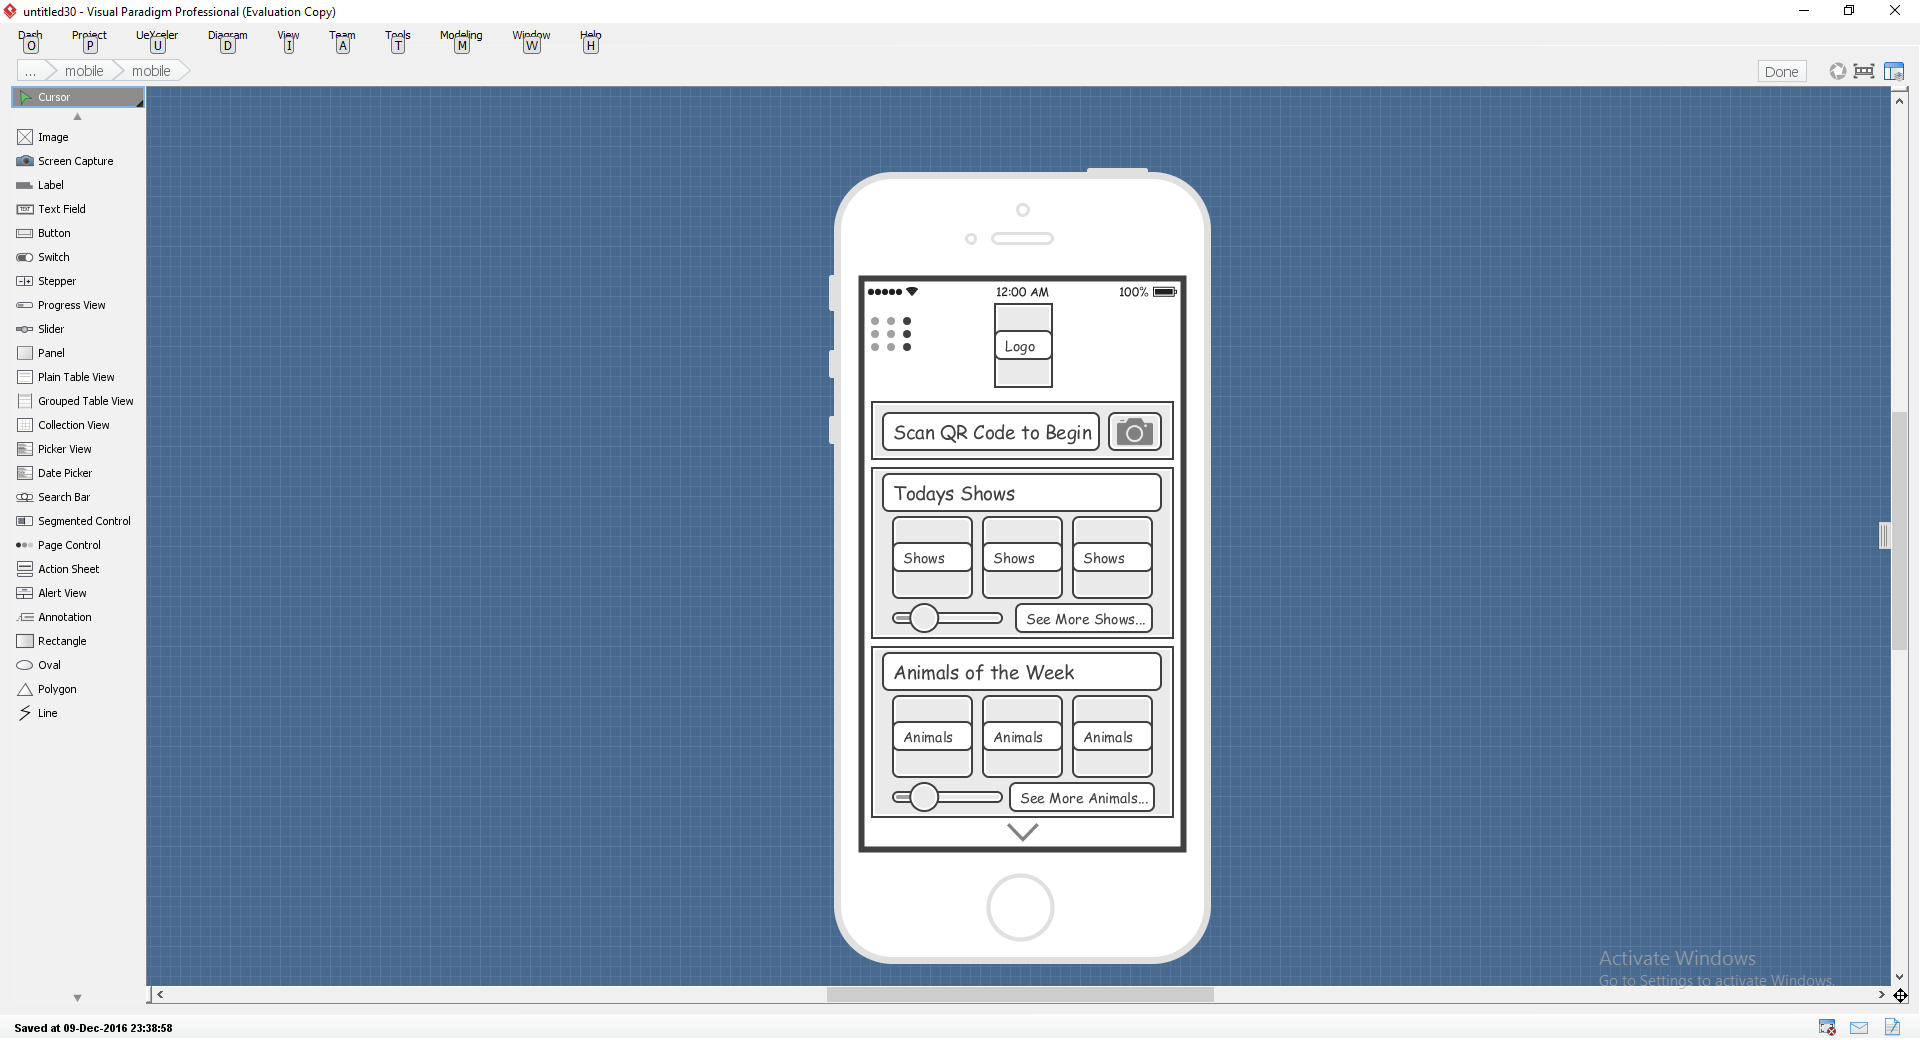 untitled30 - Visual Paradigm Professional (Evaluation Copy)
Dash Project UeXceler Diagram View Team Tools Modeling Window Help
O P U D I A T M W H
... mobile mobile
Done
Cursor
Image
Screen Capture
Label
TEXT Text Field
Button
Switch
Stepper
Progress View
Slider
Panel
Plain Table View
Grouped Table View
Collection View
Picker View
Date Picker
Search Bar
Segmented Control
Page Control
Action Sheet
Alert View
Annotation
Rectangle
Oval
Polygon
Line
12:00 AM 100%
Logo
Scan QR Code to Begin
Todays Shows
Shows Shows Shows
See More Shows...
Animals of the Week
Animals Animals Animals
See More Animals...
Activate Windows
Go to Settings to activate Windows.
Saved at 09-Dec-2016 23:38:58